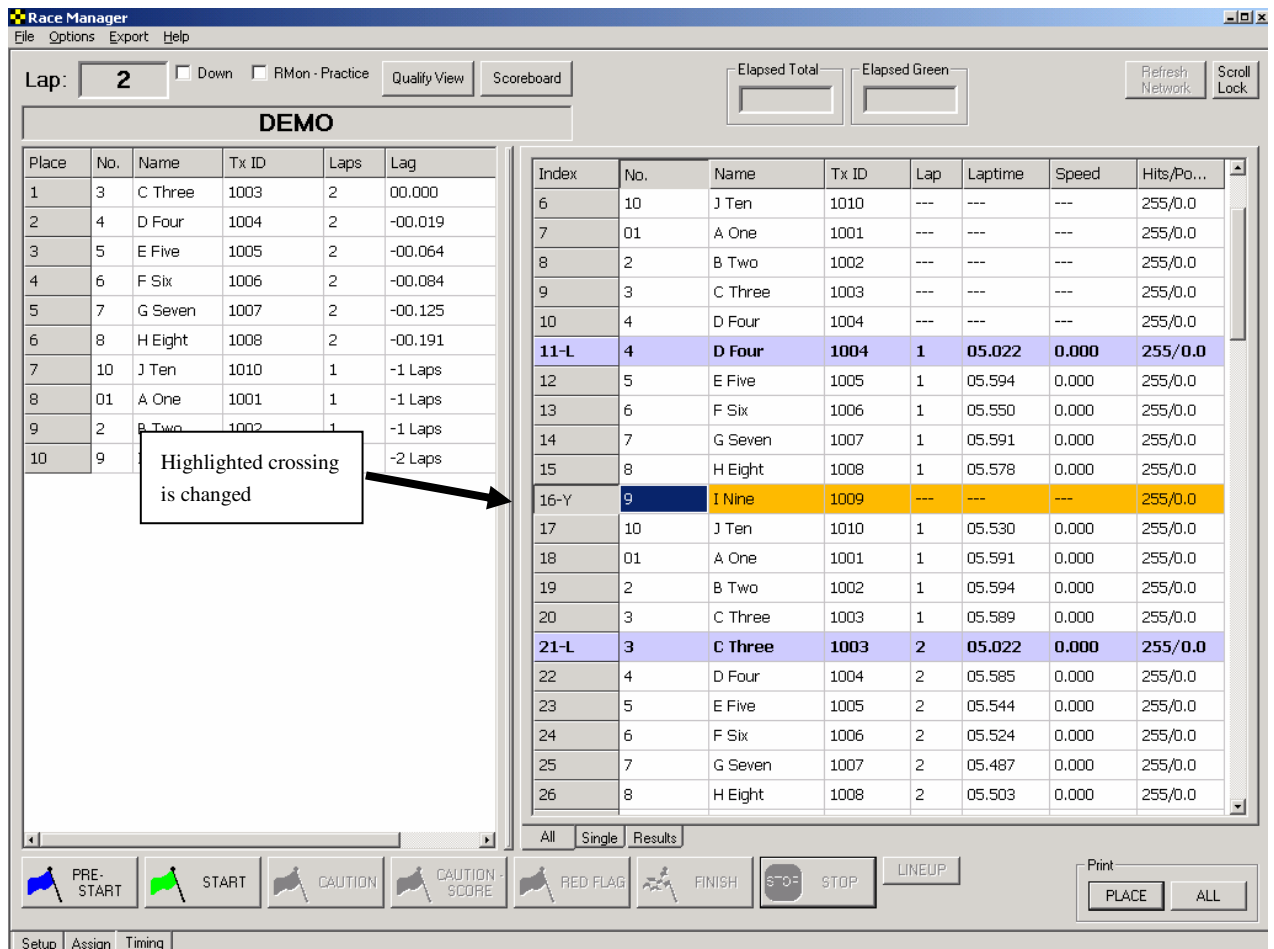 Race Manager
File Options Export Help
Lap: 2 Down RMon - Practice Qualify View Scoreboard Elapsed Total Elapsed Green Refresh Network Scroll Lock
DEMO
Place No. Name Tx ID Laps Lag
1 3 C Three 1003 2 00.000
2 4 D Four 1004 2 -00.019
3 5 E Five 1005 2 -00.064
4 6 F Six 1006 2 -00.084
5 7 G Seven 1007 2 -00.125
6 8 H Eight 1008 2 -00.191
7 10 J Ten 1010 1 -1 Laps
8 01 A One 1001 1 -1 Laps
9 2 B Two 1002 1 -1 Laps
10 9 -2 Laps
Highlighted crossing
is changed
Index No. Name Tx ID Lap Laptime Speed Hits/Po...
6 10 J Ten 1010 --- --- --- 255/0.0
7 01 A One 1001 --- --- --- 255/0.0
8 2 B Two 1002 --- --- --- 255/0.0
9 3 C Three 1003 --- --- --- 255/0.0
10 4 D Four 1004 --- --- --- 255/0.0
11-L 4 D Four 1004 1 05.022 0.000 255/0.0
12 5 E Five 1005 1 05.594 0.000 255/0.0
13 6 F Six 1006 1 05.550 0.000 255/0.0
14 7 G Seven 1007 1 05.591 0.000 255/0.0
15 8 H Eight 1008 1 05.578 0.000 255/0.0
16-Y 9 I Nine 1009 --- --- --- 255/0.0
17 10 J Ten 1010 1 05.530 0.000 255/0.0
18 01 A One 1001 1 05.591 0.000 255/0.0
19 2 B Two 1002 1 05.594 0.000 255/0.0
20 3 C Three 1003 1 05.589 0.000 255/0.0
21-L 3 C Three 1003 2 05.022 0.000 255/0.0
22 4 D Four 1004 2 05.585 0.000 255/0.0
23 5 E Five 1005 2 05.544 0.000 255/0.0
24 6 F Six 1006 2 05.524 0.000 255/0.0
25 7 G Seven 1007 2 05.487 0.000 255/0.0
26 8 H Eight 1008 2 05.503 0.000 255/0.0
All Single Results
PRE-START START CAUTION CAUTION - SCORE RED FLAG FINISH STOP STOP LINEUP Print PLACE ALL
Setup Assign Timing